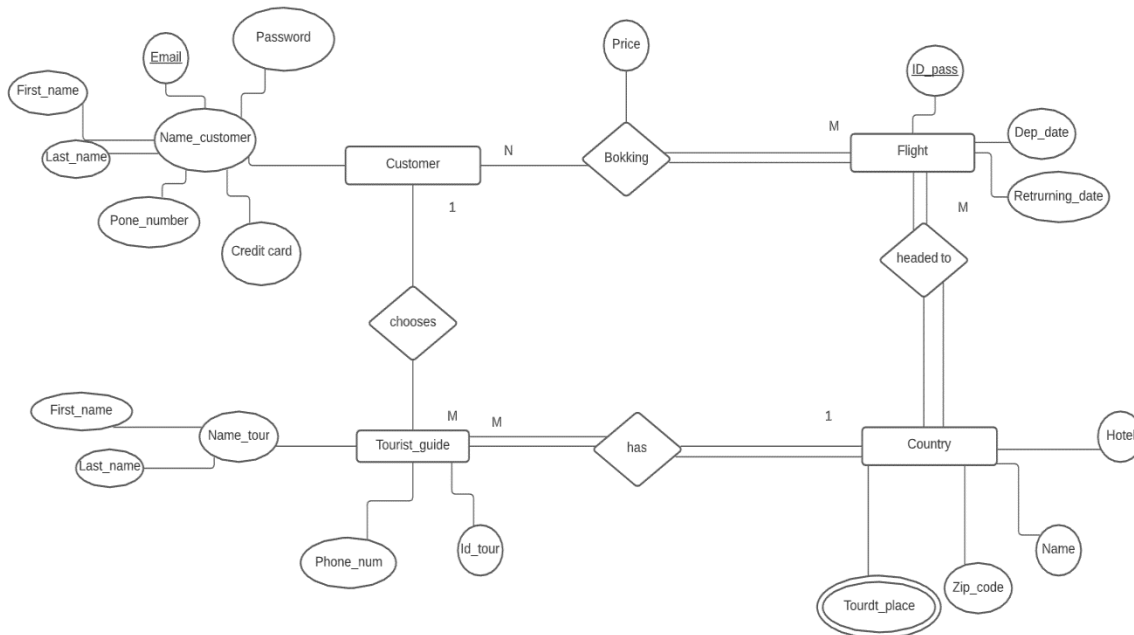 Password
Price
Email
ID_pass
First_name
Name_customer
M
Dep_date
Last_name
Customer
N
Bokking
Flight
Retrurning_date
1
M
Pone_number
Credit card
headed to
chooses
First_name
M
M
1
Name_tour
Tourist_guide
has
Country
Hotel
Last_name
Phone_num
Id_tour
Name
Zip_code
Tourdt_place